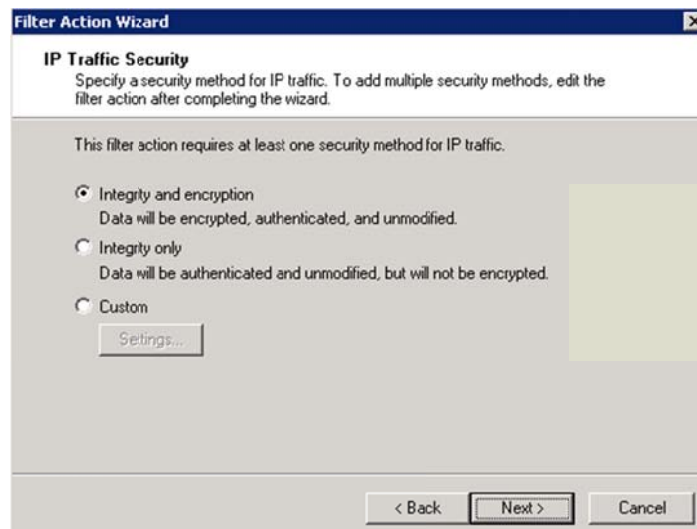 Filter Action Wizard
IP Traffic Security
Specify a security method for IP traffic. To add multiple security methods, edit the
filter action after completing the wizard.
This filter action requires at least one security method for IP traffic.
Integrity and encryption
Data will be encrypted, authenticated, and unmodified.
Integrity only
Data will be authenticated and unmodified, but will not be encrypted.
Custom
Settings...
< Back
Next >
Cancel